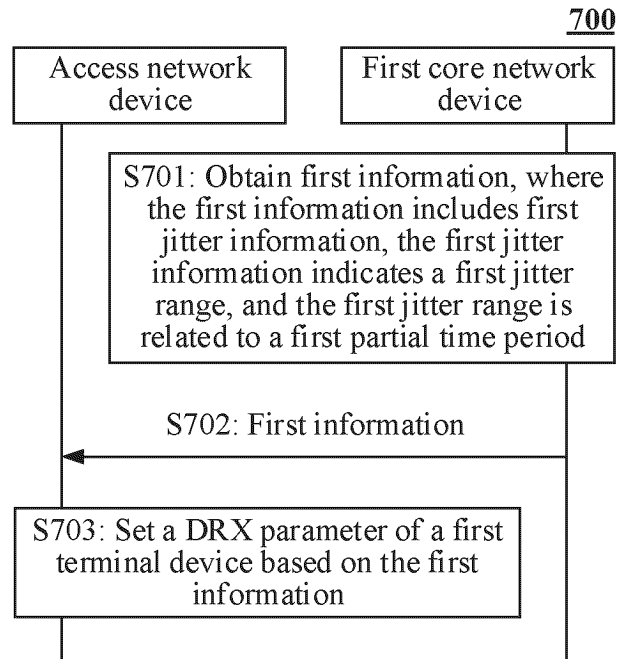 700
Access network
device
First core network
device
S701: Obtain first information, where
the first information includes first
jitter information, the first jitter
information indicates a first jitter
range, and the first jitter range is
related to a first partial time period
S702: First information
S703: Set a DRX parameter of a first
terminal device based on the first
information